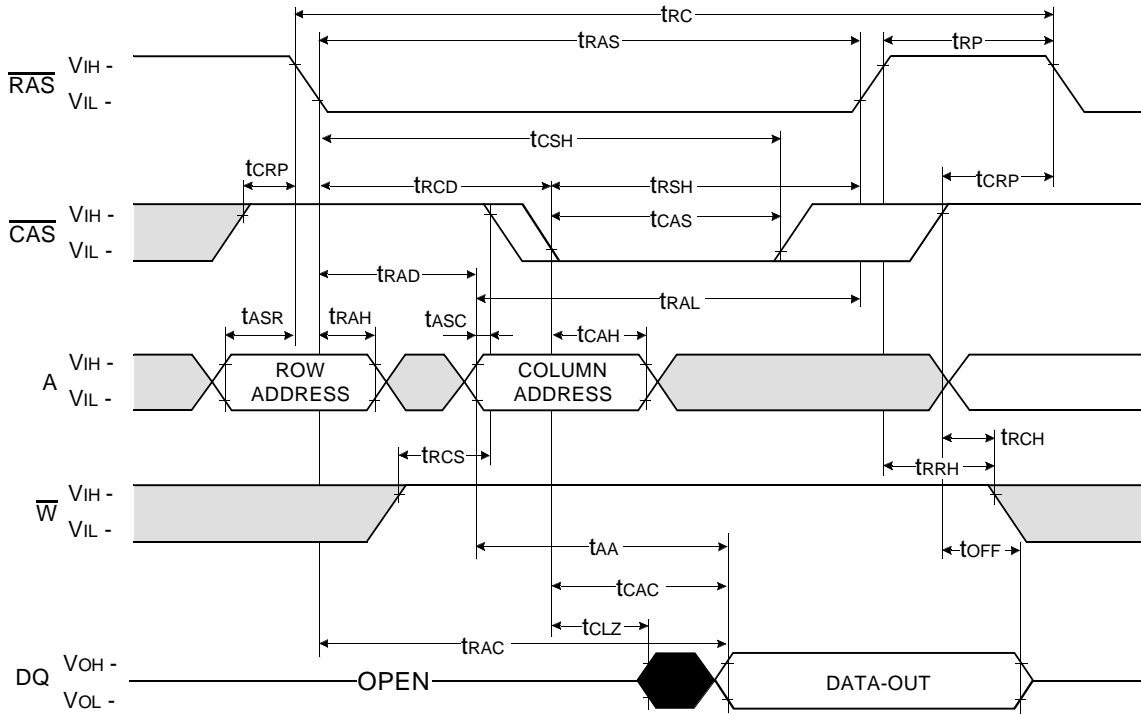 tRC
tRAS
tRP
RAS
VIH -
VIL -
tCSH
tCRP
tRCD
tRSH
tCRP
CAS
VIH -
VIL -
tCAS
tRAD
tRAL
tASR
tRAH
tASC
tCAH
A
VIH -
VIL -
ROW
ADDRESS
COLUMN
ADDRESS
tRCS
tRCH
tRRH
W
VIH -
VIL -
tAA
tOFF
tCAC
tCLZ
tRAC
DQ
VOH -
VOL -
OPEN
DATA-OUT